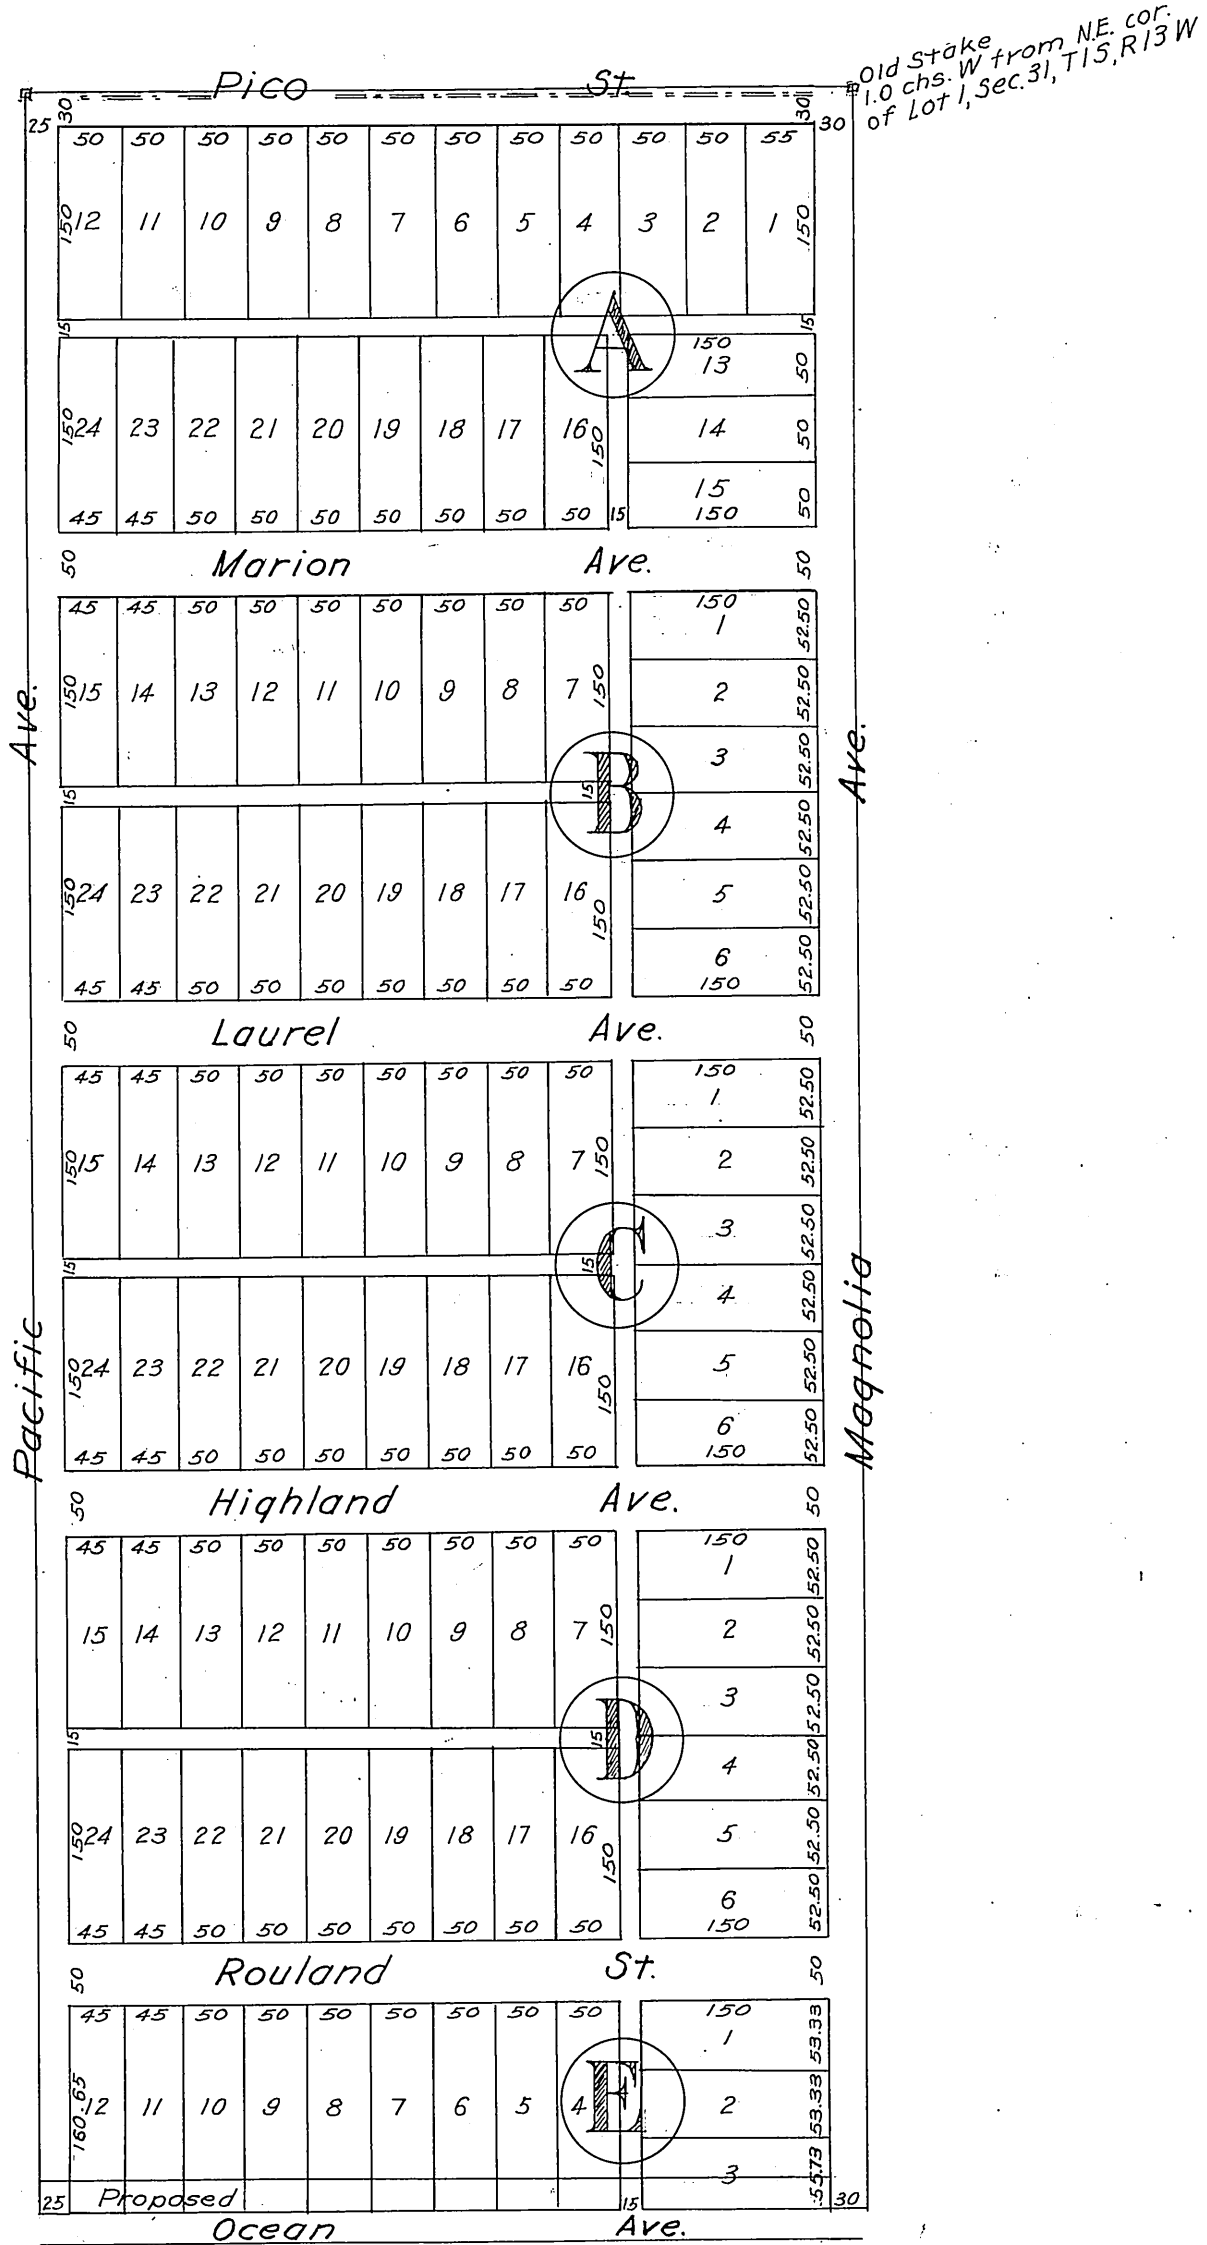 Old Stake
1.0 chs. W from N.E. cor.
of Lot 1, Sec. 31, T1S, R13W
Pico St
25 30 30 30
50 50 50 50 50 50 50 50 50 50 50 55
150 12 11 10 9 8 7 6 5 4 3 2 1 150
A
15 15
150
13 50
150 24 23 22 21 20 19 18 17 16 150 14 50
15 50
45 45 50 50 50 50 50 50 50 15 150
50 Marion Ave. 50
45 45 50 50 50 50 50 50 50 150
1 52.50
150 15 14 13 12 11 10 9 8 7 150 2 52.50
3 52.50
15 15 B
4 52.50
150 24 23 22 21 20 19 18 17 16 150 5 52.50
6 52.50
45 45 50 50 50 50 50 50 50 150
50 Laurel Ave. 50
45 45 50 50 50 50 50 50 50 150
1 52.50
150 15 14 13 12 11 10 9 8 7 150 2 52.50
3 52.50
15 15 C
4 52.50
150 24 23 22 21 20 19 18 17 16 150 5 52.50
6 52.50
45 45 50 50 50 50 50 50 50 150
50 Highland Ave. 50
45 45 50 50 50 50 50 50 50 150
1 52.50
15 14 13 12 11 10 9 8 7 150 2 52.50
3 52.50
15 15 D
4 52.50
150 24 23 22 21 20 19 18 17 16 150 5 52.50
6 52.50
45 45 50 50 50 50 50 50 50 150
50 Rouland St. 50
45 45 50 50 50 50 50 50 50 150
1 53.33
160.65 12 11 10 9 8 7 6 5 4 E 2 53.33
3 55.73
25 Proposed 15 30
Ocean Ave.
Pacific Ave.
Magnolia Ave.